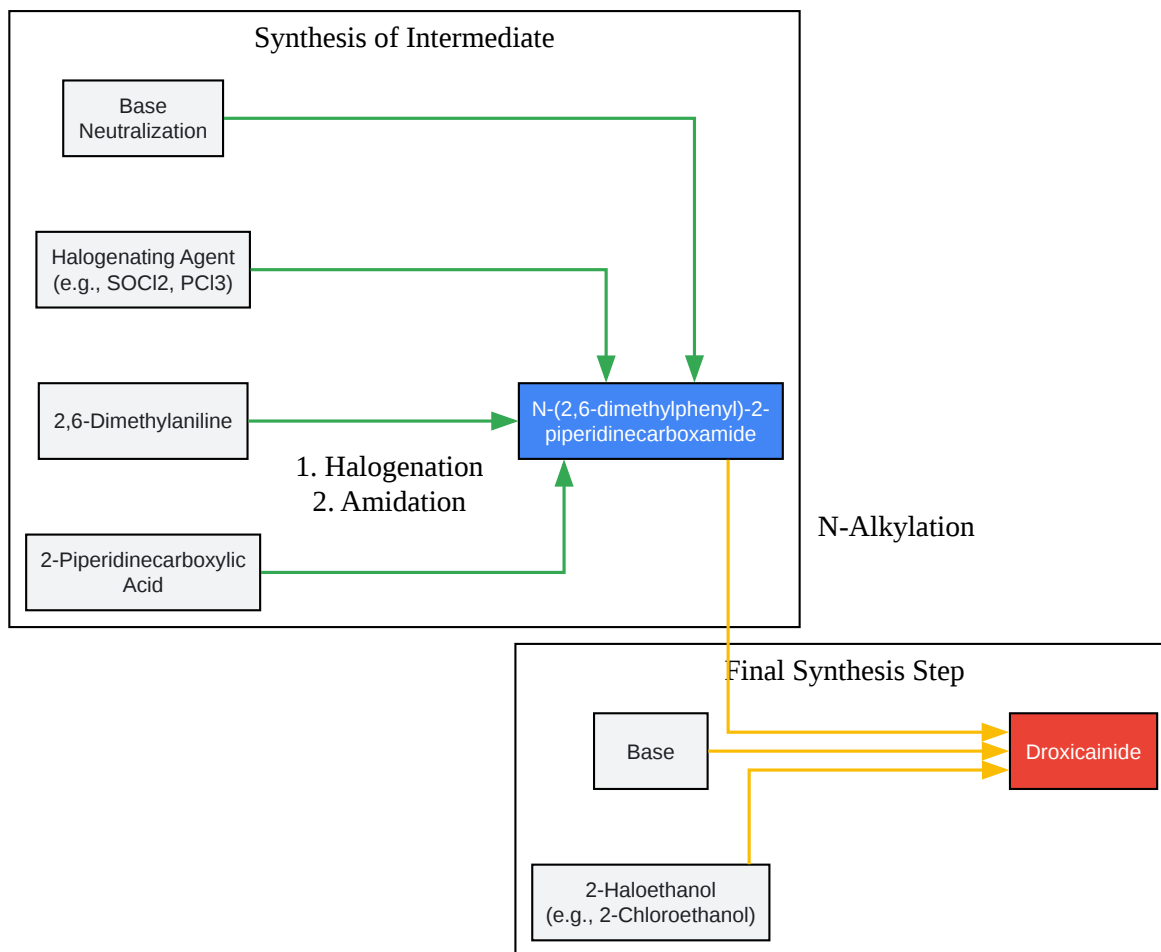 Synthesis of Intermediate
Base
Neutralization
Halogenating Agent
(e.g., SOCl2, PCl3)
2,6-Dimethylaniline
N-(2,6-dimethylphenyl)-2-
piperidinecarboxamide
1. Halogenation
2. Amidation
2-Piperidinecarboxylic
Acid
N-Alkylation
Final Synthesis Step
Base
Droxicainide
2-Haloethanol
(e.g., 2-Chloroethanol)